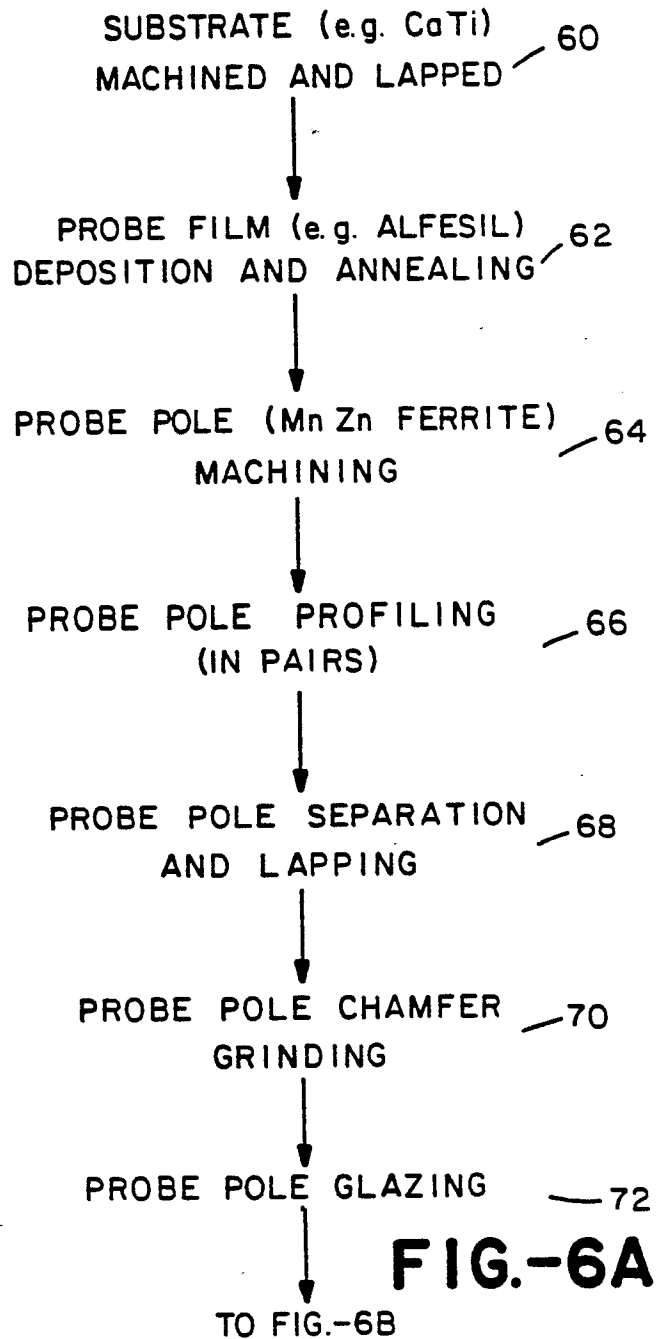 SUBSTRATE (e.g. CaTi)
MACHINED AND LAPPED 60
PROBE FILM (e.g. ALFESIL)
DEPOSITION AND ANNEALING 62
PROBE POLE (Mn Zn FERRITE)
MACHINING 64
PROBE POLE PROFILING
(IN PAIRS) 66
PROBE POLE SEPARATION
AND LAPPING 68
PROBE POLE CHAMFER
GRINDING 70
PROBE POLE GLAZING 72
FIG.-6A
TO FIG.-6B